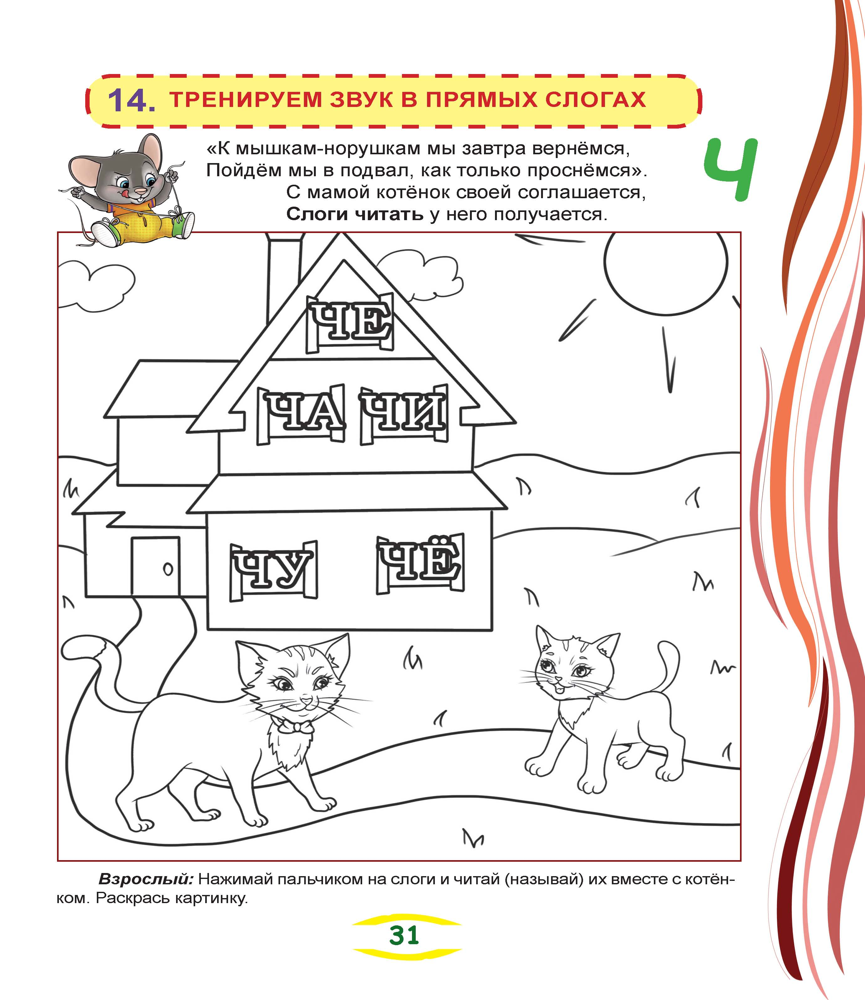 14. ТРЕНИРУЕМ ЗВУК В ПРЯМЫХ СЛОГАХ
«К мышкам-норушкам мы завтра вернёмся,
Пойдём мы в подвал, как только проснёмся».
С мамой котёнок своей соглашается,
Слоги читать у него получается.
Ч
ЧЕ
ЧА ЧИ
ЧУ ЧЁ
Взрослый: Нажимай пальчиком на слоги и читай (называй) их вместе с котён-
ком. Раскрась картинку.
31